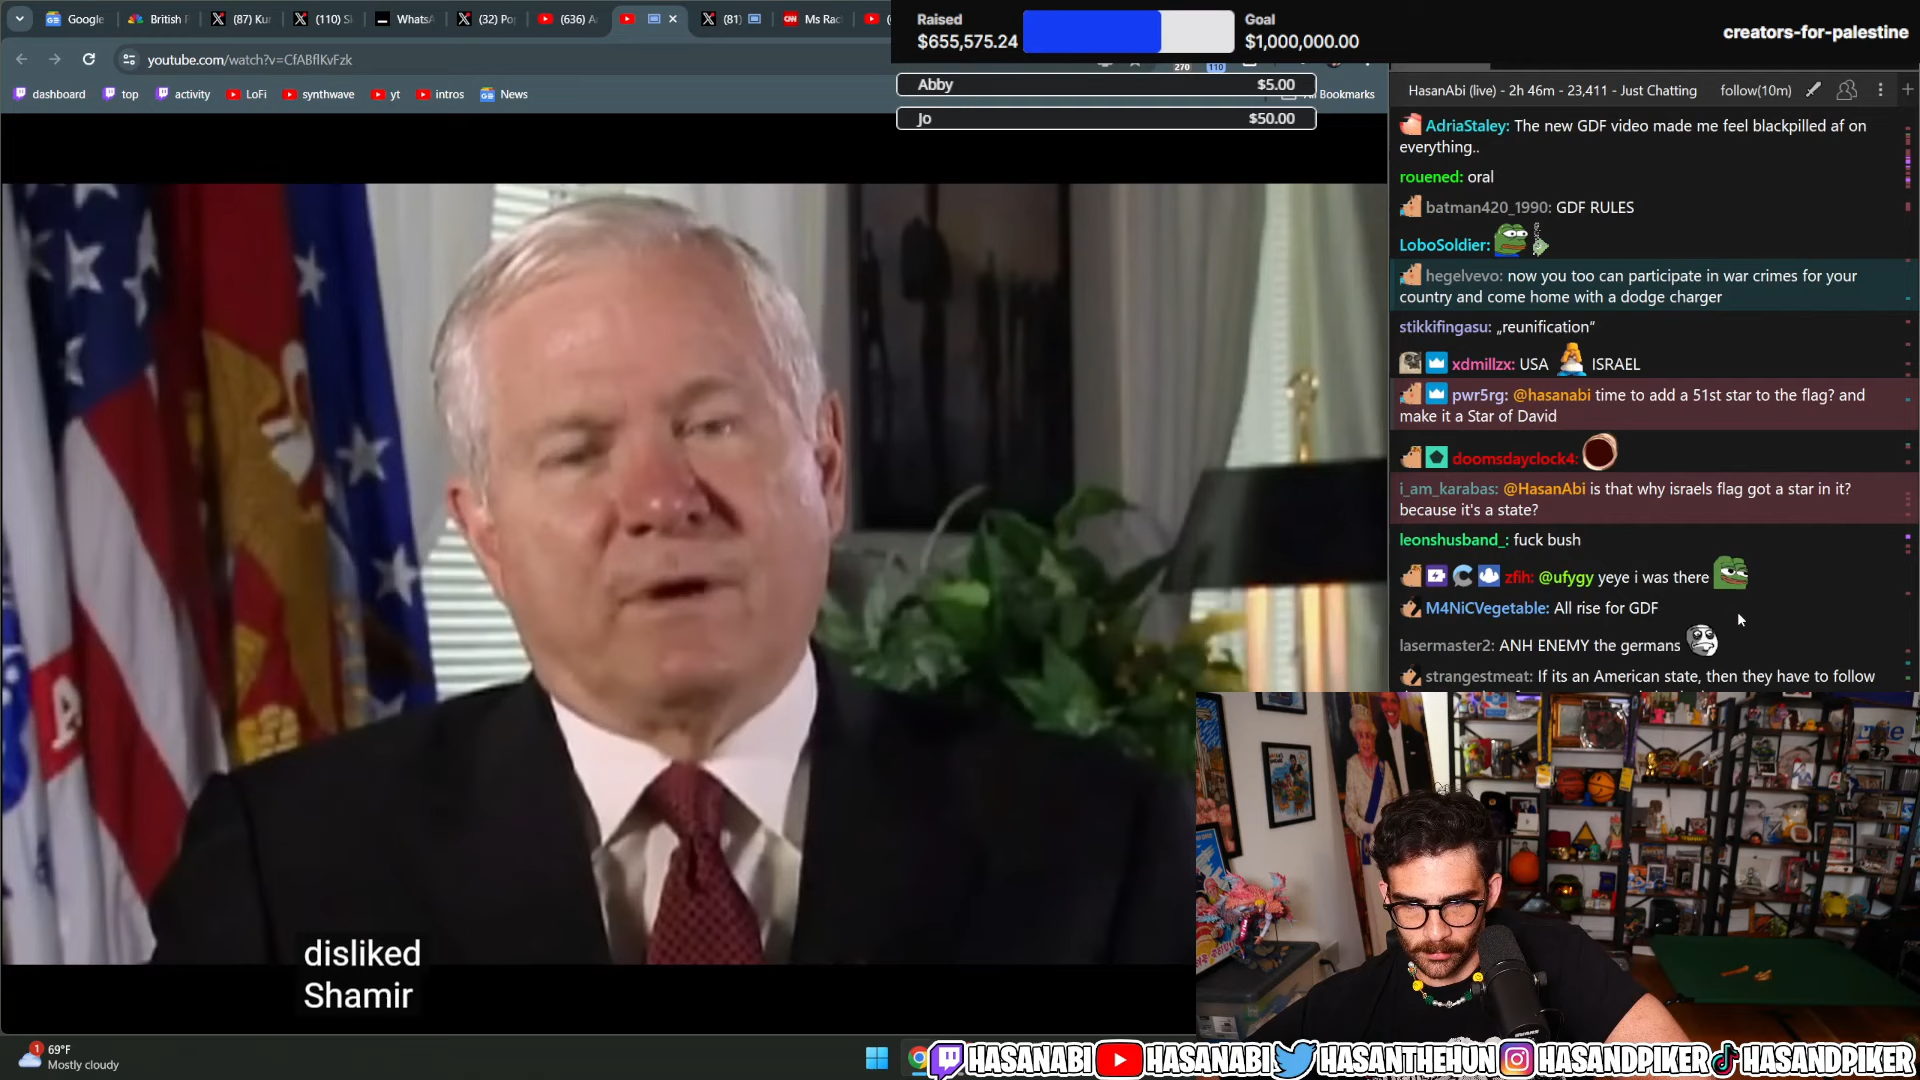 Google
British F
(87) Kur
(110) Sl
WhatsA
(32) Po
(636) A
(81)
Ms Rac
youtube.com/watch?v=CfABflKvFzk
270
110
dashboard
top
activity
LoFi
synthwave
yt
intros
News
Bookmarks
Raised
$655,575.24
Goal
$1,000,000.00
Abby $5.00
Jo $50.00
creators-for-palestine
HasanAbi (live) - 2h 46m - 23,411 - Just Chatting
follow(10m)
AdriaStaley: The new GDF video made me feel blackpilled af on
everything..
rouened: oral
batman420_1990: GDF RULES
LoboSoldier:
hegelvevo: now you too can participate in war crimes for your
country and come home with a dodge charger
stikkifingasu: „reunification“
xdmillzx: USA ISRAEL
pwr5rg: @hasanabi time to add a 51st star to the flag? and
make it a Star of David
doomsdayclock4:
i_am_karabas: @HasanAbi is that why israels flag got a star in it?
because it's a state?
leonshusband_: fuck bush
zfih: @ufygy yeye i was there
M4NiCVegetable: All rise for GDF
lasermaster2: ANH ENEMY the germans
strangestmeat: If its an American state, then they have to follow
disliked
Shamir
1
69°F
Mostly cloudy
HASANABI
HASANABI
HASANTHEHUN
HASANDPIKER
HASANDPIKER